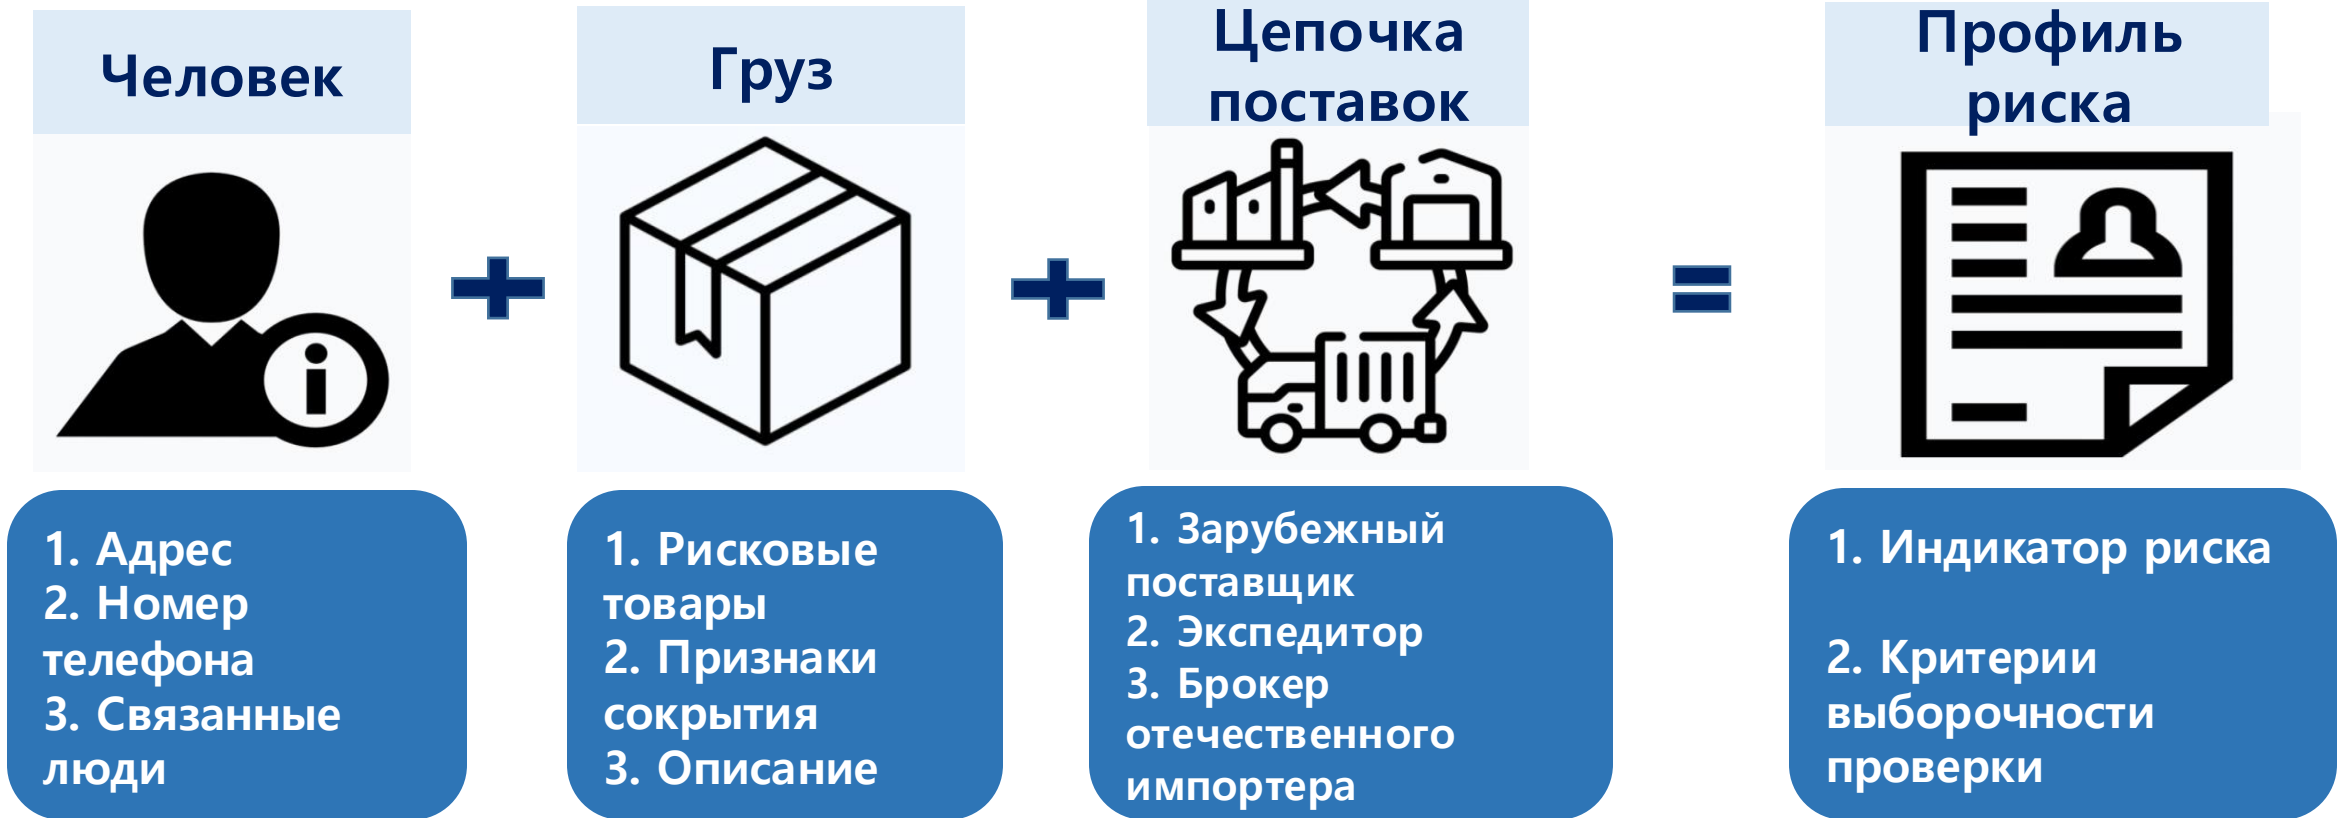 Человек
Груз
Цепочка
поставок
Профиль
риска
1. Адрес
2. Номер
телефона
3. Связанные
люди
1. Рисковые
товары
2. Признаки
сокрытия
3. Описание
1. Зарубежный
поставщик
2. Экспедитор
3. Брокер
отечественного
импортера
1. Индикатор риска
2. Критерии
выборочности
проверки